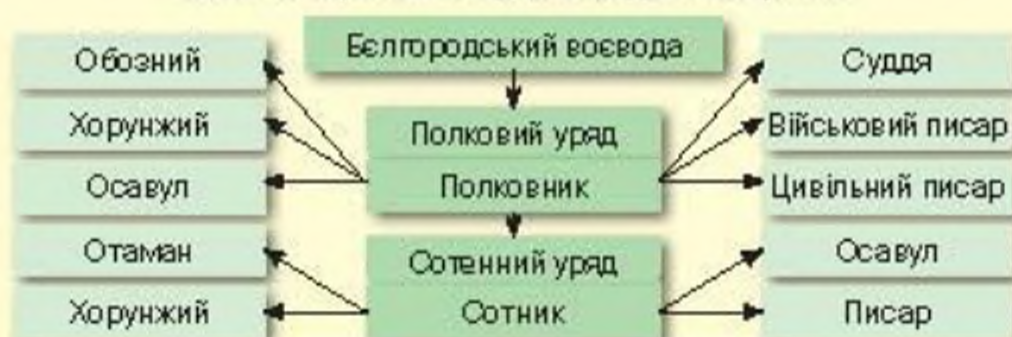 Бєлгородський воєвода
Обозний
Хорунжий
Осавул
Полковий уряд
Полковник
Суддя
Військовий писар
Цивільний писар
Отаман
Хорунжий
Сотенний уряд
Сотник
Осавул
Писар